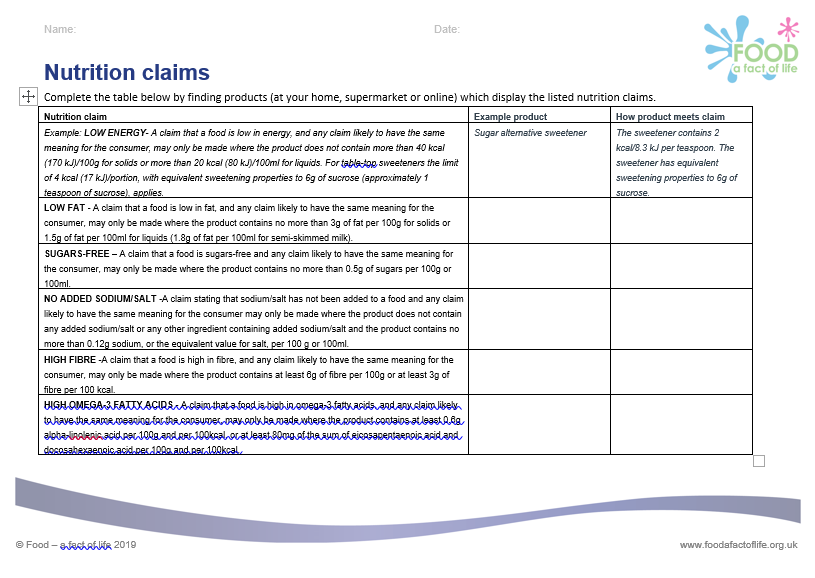 Name:
Date:
FOOD
a fact of life
Nutrition claims
Complete the table below by finding products (at your home, supermarket or online) which display the listed nutrition claims.
Nutrition claim
Example product
How product meets claim
Example: LOW ENERGY- A claim that a food is low in energy, and any claim likely to have the same
meaning for the consumer, may only be made where the product does not contain more than 40 kcal
(170 kJ)/100g for solids or more than 20 kcal (80 kJ)/100ml for liquids. For table-top sweeteners the limit
of 4 kcal (17 kJ)/portion, with equivalent sweetening properties to 6g of sucrose (approximately 1
teaspoon of sucrose), applies.
Sugar alternative sweetener
The sweetener contains 2
kcal/8.3 kJ per teaspoon. The
sweetener has equivalent
sweetening properties to 6g of
sucrose.
LOW FAT - A claim that a food is low in fat, and any claim likely to have the same meaning for the
consumer, may only be made where the product contains no more than 3g of fat per 100g for solids or
1.5g of fat per 100ml for liquids (1.8g of fat per 100ml for semi-skimmed milk).
SUGARS-FREE – A claim that a food is sugars-free and any claim likely to have the same meaning for
the consumer, may only be made where the product contains no more than 0.5g of sugars per 100g or
100ml.
NO ADDED SODIUM/SALT -A claim stating that sodium/salt has not been added to a food and any claim
likely to have the same meaning for the consumer may only be made where the product does not contain
any added sodium/salt or any other ingredient containing added sodium/salt and the product contains no
more than 0.12g sodium, or the equivalent value for salt, per 100 g or 100ml.
HIGH FIBRE -A claim that a food is high in fibre, and any claim likely to have the same meaning for the
consumer, may only be made where the product contains at least 6g of fibre per 100g or at least 3g of
fibre per 100 kcal.
HIGH OMEGA-3 FATTY ACIDS - A claim that a food is high in omega-3 fatty acids, and any claim likely
to have the same meaning for the consumer, may only be made where the product contains at least 0.6g
alpha-linolenic acid per 100g and per 100kcal, or at least 80mg of the sum of eicosapentaenoic acid and
docosahexaenoic acid per 100g and per 100kcal.
© Food – a fact of life 2019
www.foodafactoflife.org.uk